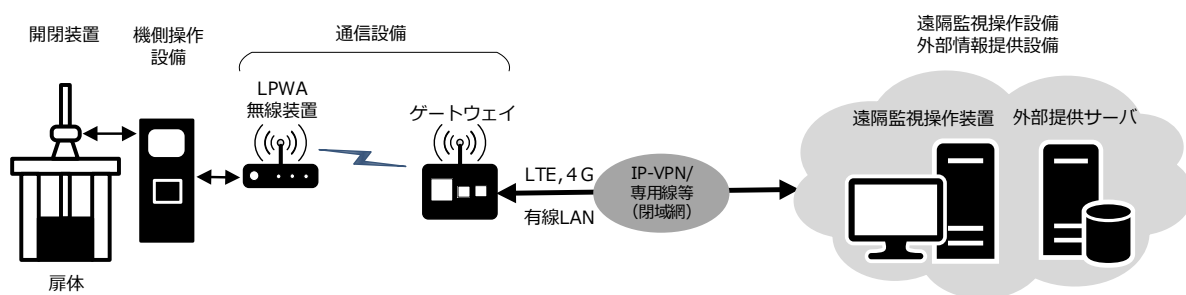 開閉装置
機側操作
設備
通信設備
遠隔監視操作設備
外部情報提供設備
LPWA
無線装置
ゲートウェイ
遠隔監視操作装置
外部提供サーバ
LTE,4G
有線LAN
IP-VPN/
専用線等
(閉域網)
扉体